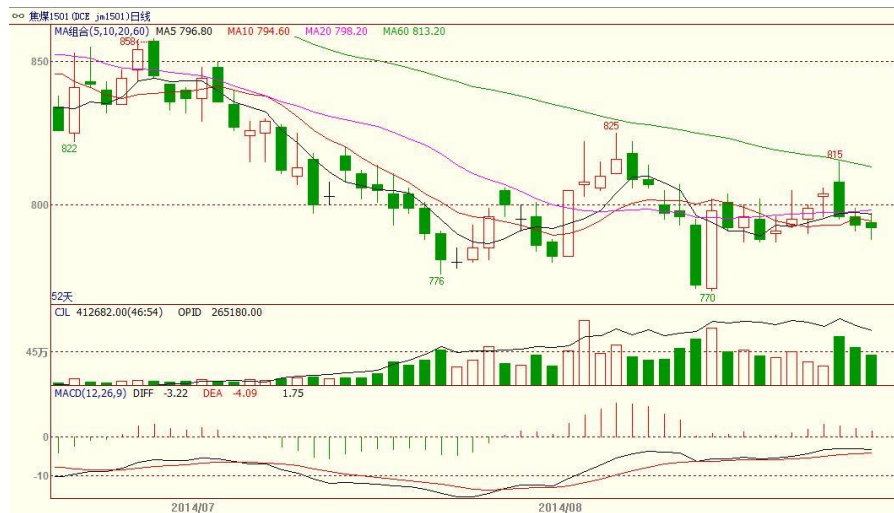 焦煤1501(DCE jm1501)日线
MA组合(5,10,20,60) MA5 796.80 MA10 794.60 MA20 798.20 MA60 813.20
858
850
822
825
815
800
776
770
52天
CJL 412682.00(46:54) OPID 265180.00
45万
MACD(12,26,9) DIFF -3.22 DEA -4.09 1.75
0
-10
2014/07 2014/08